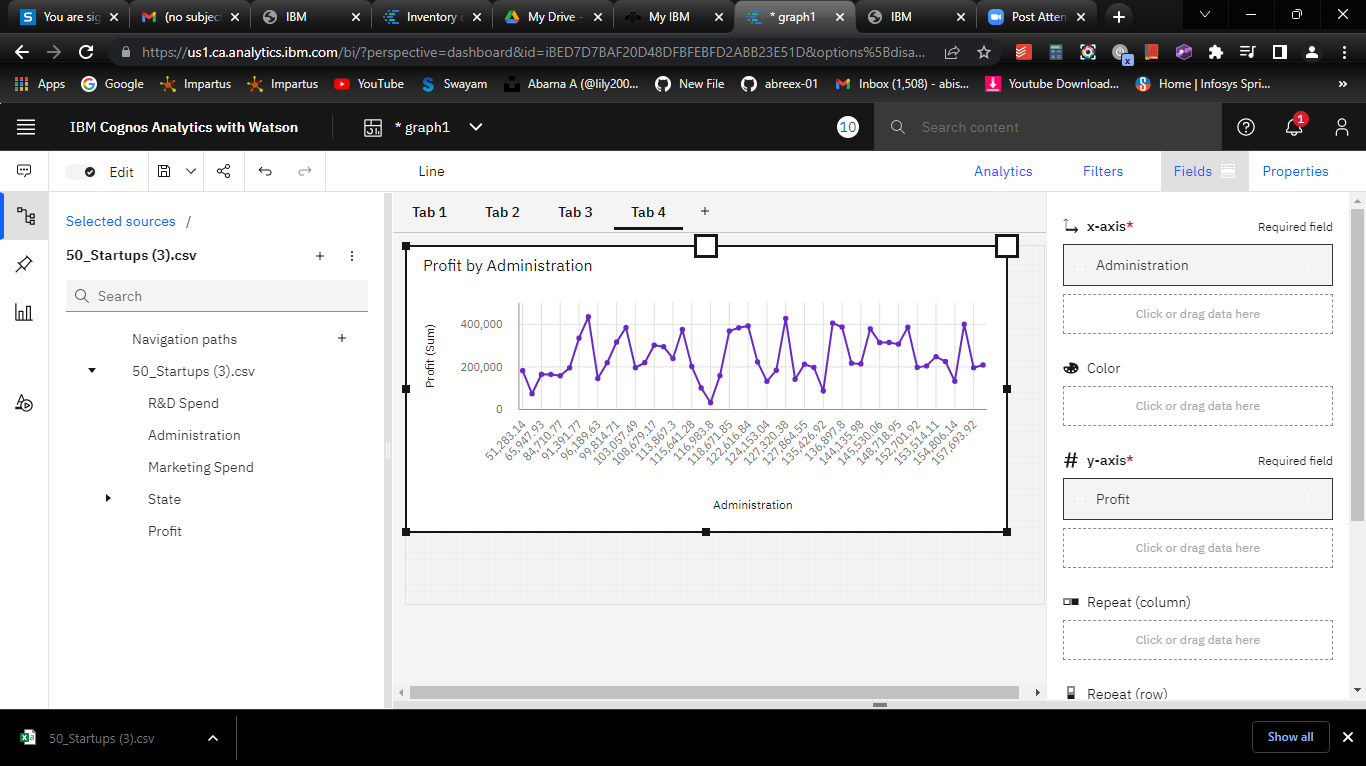 You are sig
(no subject
IBM
Inventory c
My Drive -
My IBM
* graph1
IBM
Post Atten
https://us1.ca.analytics.ibm.com/bi/?perspective=dashboard&id=iBED7D7BAF20D48DFBFEBFD2ABB23E51D&options%5Bdisa...
Apps
Google
Impartus
Impartus
YouTube
Swayam
Abarna A (@lily200...
New File
abreex-01
Inbox (1,508) - abis...
Youtube Download...
Home | Infosys Spri...
»
IBM Cognos Analytics with Watson
* graph1
10
Search content
1
Edit
Line
Analytics
Filters
Fields
Properties
Selected sources /
50_Startups (3).csv
Search
Navigation paths
50_Startups (3).csv
R&D Spend
Administration
Marketing Spend
State
Profit
Tab 1
Tab 2
Tab 3
Tab 4
+
Profit by Administration
Profit (Sum)
400,000
200,000
0
51,283.14
65,947.93
84,710.77
91,391.77
96,189.63
99,814.71
103,057.49
108,679.17
113,867.3
115,641.28
116,983.8
118,671.85
122,616.84
124,153.04
127,320.38
127,864.55
135,426.92
136,897.8
144,135.98
145,530.06
148,718.95
152,701.92
153,514.11
154,806.14
157,693.92
Administration
x-axis*
Required field
Administration
Click or drag data here
Color
Click or drag data here
# y-axis*
Required field
Profit
Click or drag data here
Repeat (column)
Click or drag data here
Repeat (row)
50_Startups (3).csv
Show all